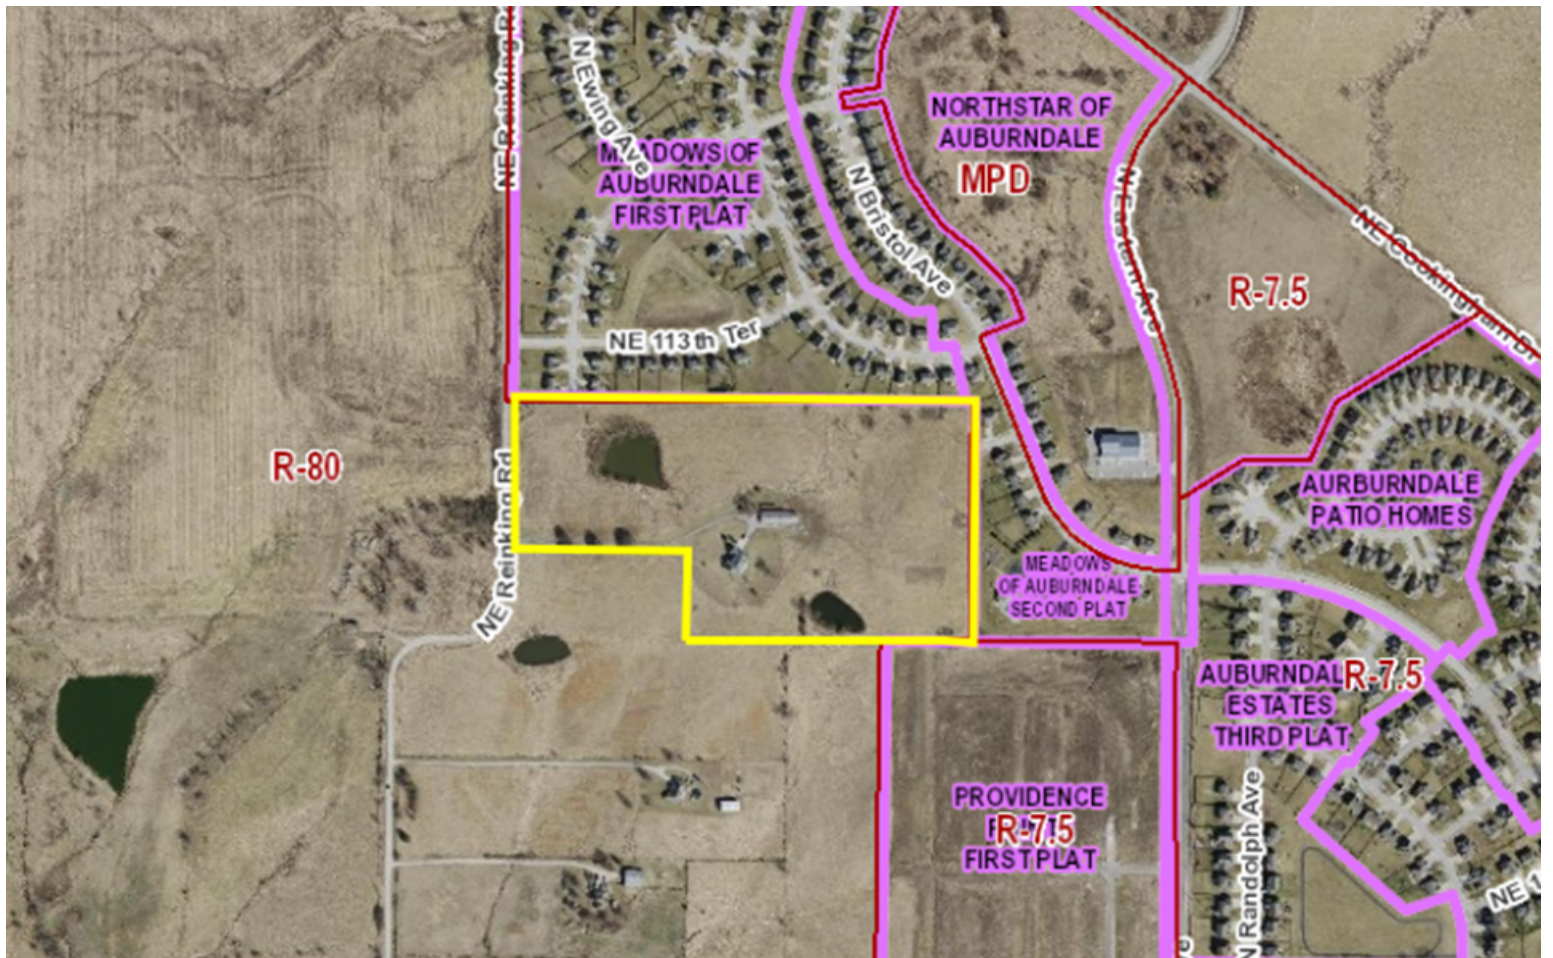 NE Reinking Rd
N Ewing Ave
MEADOWS OF
AUBURNDALE
FIRST PLAT
NORTHSTAR OF
AUBURNDALE
MPD
N Bristol Ave
N Eastern Ave
NE Cookingham Dr
R-7.5
NE 113th Ter
R-80
NE Reinking Rd
AURBURNDALE
PATIO HOMES
MEADOWS
OF AUBURNDALE
SECOND PLAT
AUBURNDAL
R-7.5
ESTATES
THIRD PLAT
PROVIDENCE
R-7.5
FIRST PLAT
N Randolph Ave
NE 1